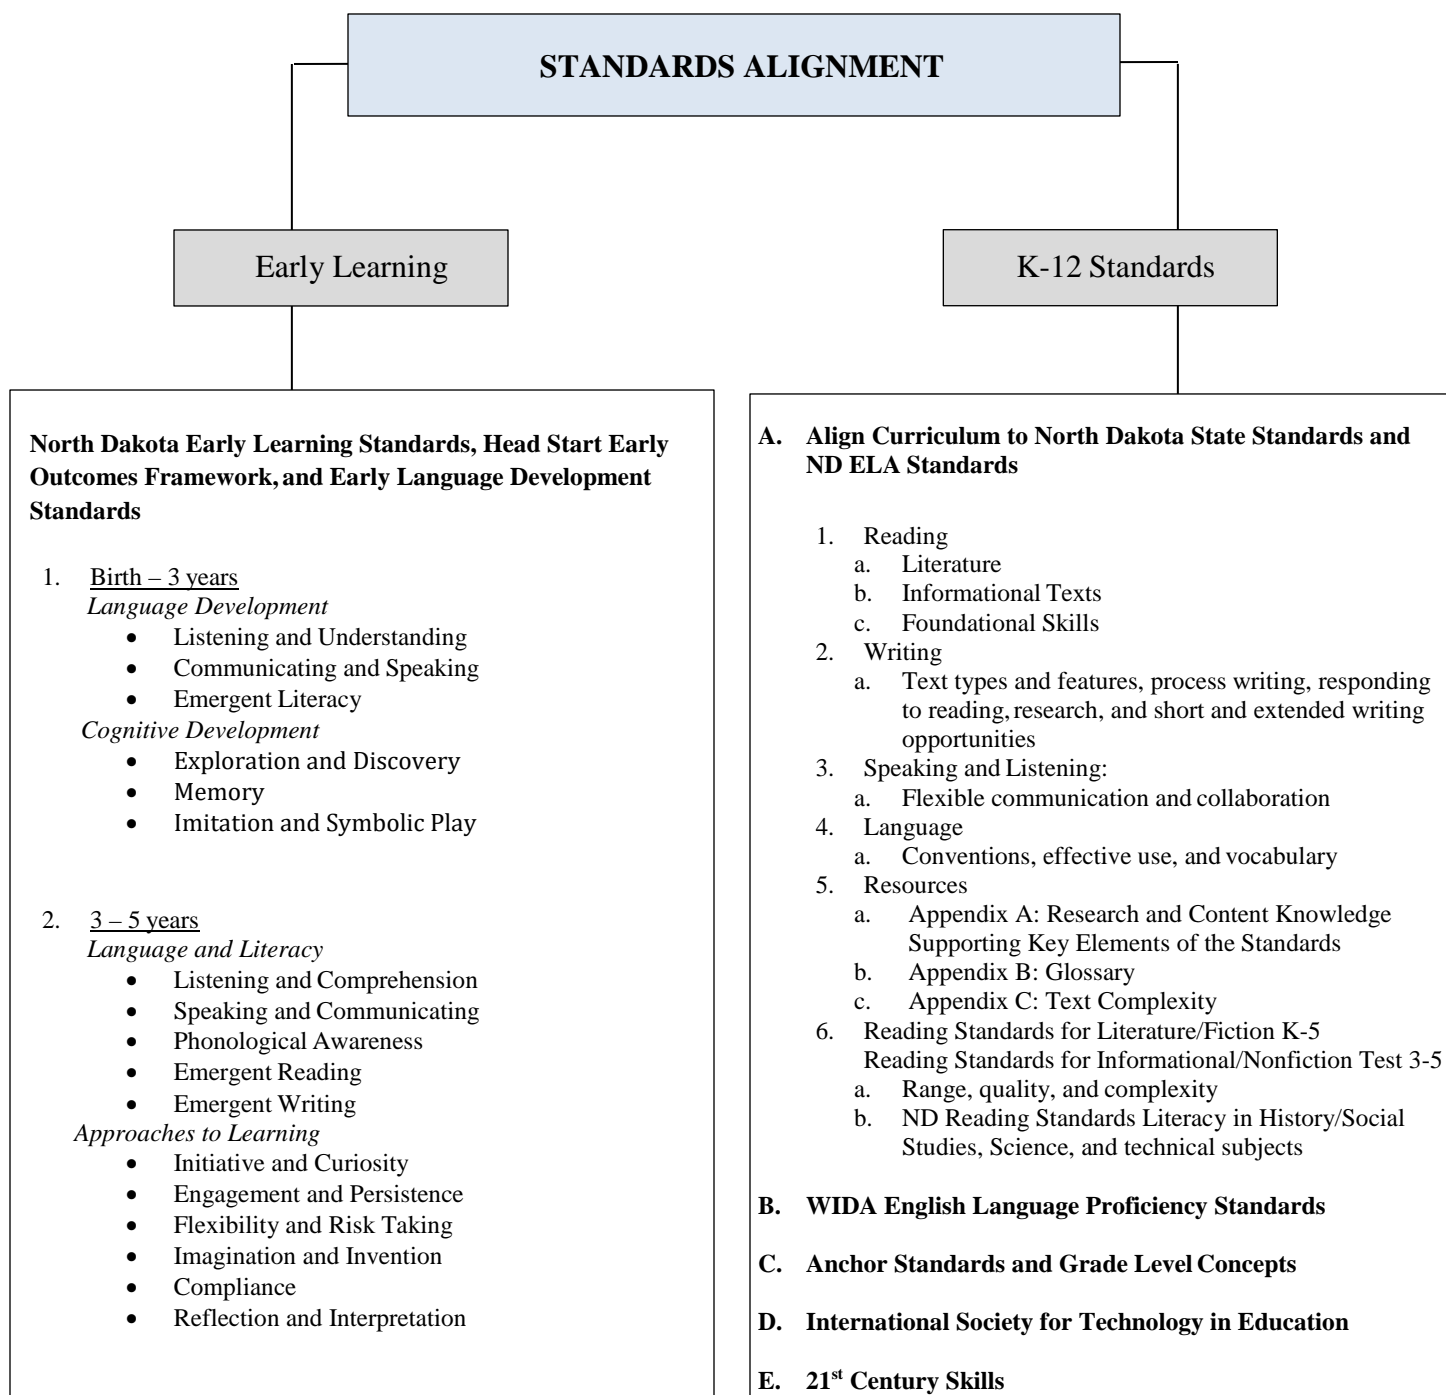 STANDARDS ALIGNMENT
Early Learning
K-12 Standards
North Dakota Early Learning Standards, Head Start Early
Outcomes Framework, and Early Language Development
Standards
1. Birth – 3 years
Language Development
• Listening and Understanding
• Communicating and Speaking
• Emergent Literacy
Cognitive Development
• Exploration and Discovery
• Memory
• Imitation and Symbolic Play
2. 3 – 5 years
Language and Literacy
• Listening and Comprehension
• Speaking and Communicating
• Phonological Awareness
• Emergent Reading
• Emergent Writing
Approaches to Learning
• Initiative and Curiosity
• Engagement and Persistence
• Flexibility and Risk Taking
• Imagination and Invention
• Compliance
• Reflection and Interpretation
A. Align Curriculum to North Dakota State Standards and
ND ELA Standards
1. Reading
a. Literature
b. Informational Texts
c. Foundational Skills
2. Writing
a. Text types and features, process writing, responding
to reading, research, and short and extended writing
opportunities
3. Speaking and Listening:
a. Flexible communication and collaboration
4. Language
a. Conventions, effective use, and vocabulary
5. Resources
a. Appendix A: Research and Content Knowledge
Supporting Key Elements of the Standards
b. Appendix B: Glossary
c. Appendix C: Text Complexity
6. Reading Standards for Literature/Fiction K-5
Reading Standards for Informational/Nonfiction Test 3-5
a. Range, quality, and complexity
b. ND Reading Standards Literacy in History/Social
Studies, Science, and technical subjects
B. WIDA English Language Proficiency Standards
C. Anchor Standards and Grade Level Concepts
D. International Society for Technology in Education
E. 21st Century Skills